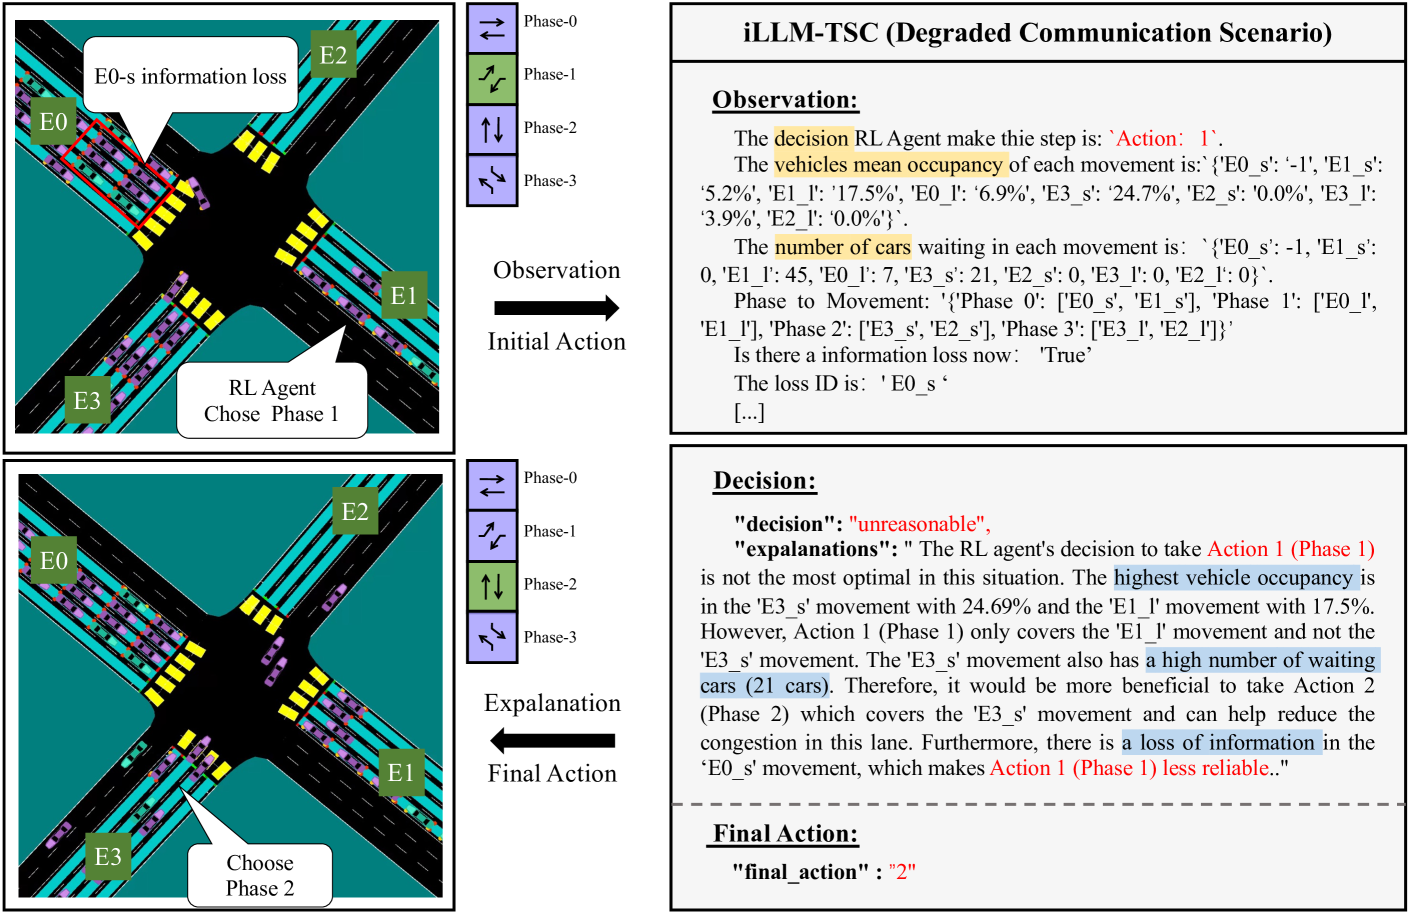 E0-s information loss
E2
E0
E1
E3
RL Agent
Chose Phase 1
Phase-0
Phase-1
Phase-2
Phase-3
Observation
Initial Action
iLLM-TSC (Degraded Communication Scenario)
Observation:
The decision RL Agent make thie step is: `Action: 1`.
The vehicles mean occupancy of each movement is:`{'E0_s': ‘-1', 'E1_s':
‘5.2%', 'E1_l': '17.5%', 'E0_l': ‘6.9%', 'E3_s': ‘24.7%', 'E2_s': '0.0%', 'E3_l':
‘3.9%', 'E2_l': ‘0.0%'}`.
The number of cars waiting in each movement is: `{'E0_s’: -1, 'E1_s’:
0, 'E1_l': 45, 'E0_l': 7, 'E3_s': 21, 'E2_s': 0, 'E3_l': 0, 'E2_l': 0}`.
Phase to Movement: '{'Phase 0': ['E0_s', 'E1_s'], 'Phase 1': ['E0_l',
'E1_l'], 'Phase 2': ['E3_s', 'E2_s'], 'Phase 3': ['E3_l', 'E2_l']}’
Is there a information loss now: 'True’
The loss ID is: ' E0_s ‘
[...]
E2
E0
E1
E3
Choose
Phase 2
Phase-0
Phase-1
Phase-2
Phase-3
Expalanation
Final Action
Decision:
"decision": "unreasonable",
"expalanations": " The RL agent's decision to take Action 1 (Phase 1)
is not the most optimal in this situation. The highest vehicle occupancy is
in the 'E3_s' movement with 24.69% and the 'E1_l' movement with 17.5%.
However, Action 1 (Phase 1) only covers the 'E1_l' movement and not the
'E3_s' movement. The 'E3_s' movement also has a high number of waiting
cars (21 cars). Therefore, it would be more beneficial to take Action 2
(Phase 2) which covers the 'E3_s' movement and can help reduce the
congestion in this lane. Furthermore, there is a loss of information in the
‘E0_s' movement, which makes Action 1 (Phase 1) less reliable.."
Final Action:
"final_action" : ”2"